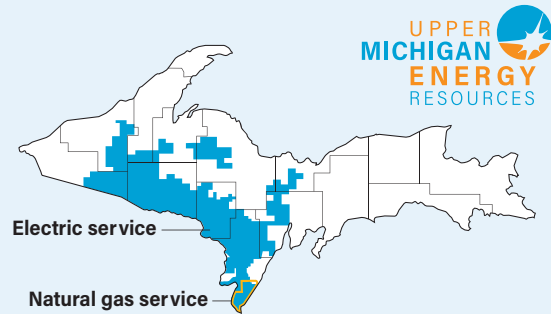 UPPER
MICHIGAN
ENERGY
RESOURCES
Electric service
Natural gas service